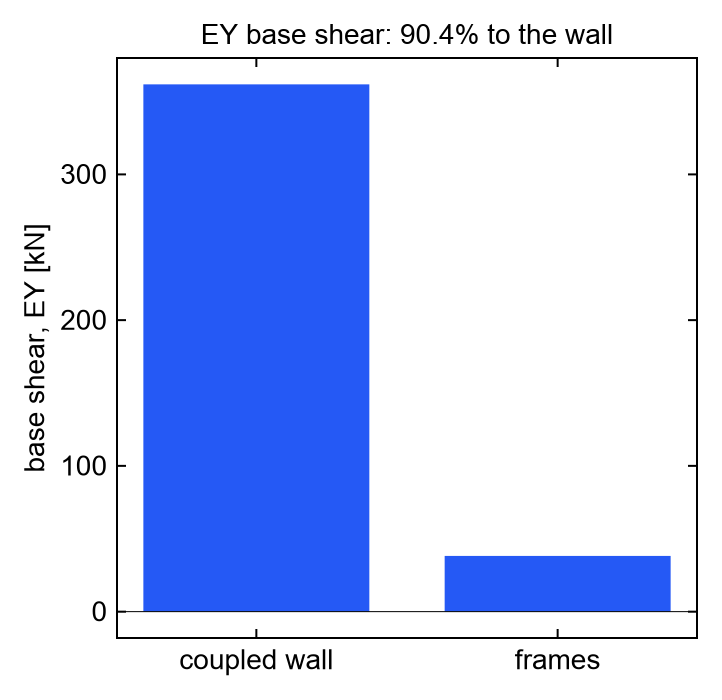 EY base shear: 90.4% to the wall
base shear, EY [kN]
300
200
100
0
coupled wall
frames